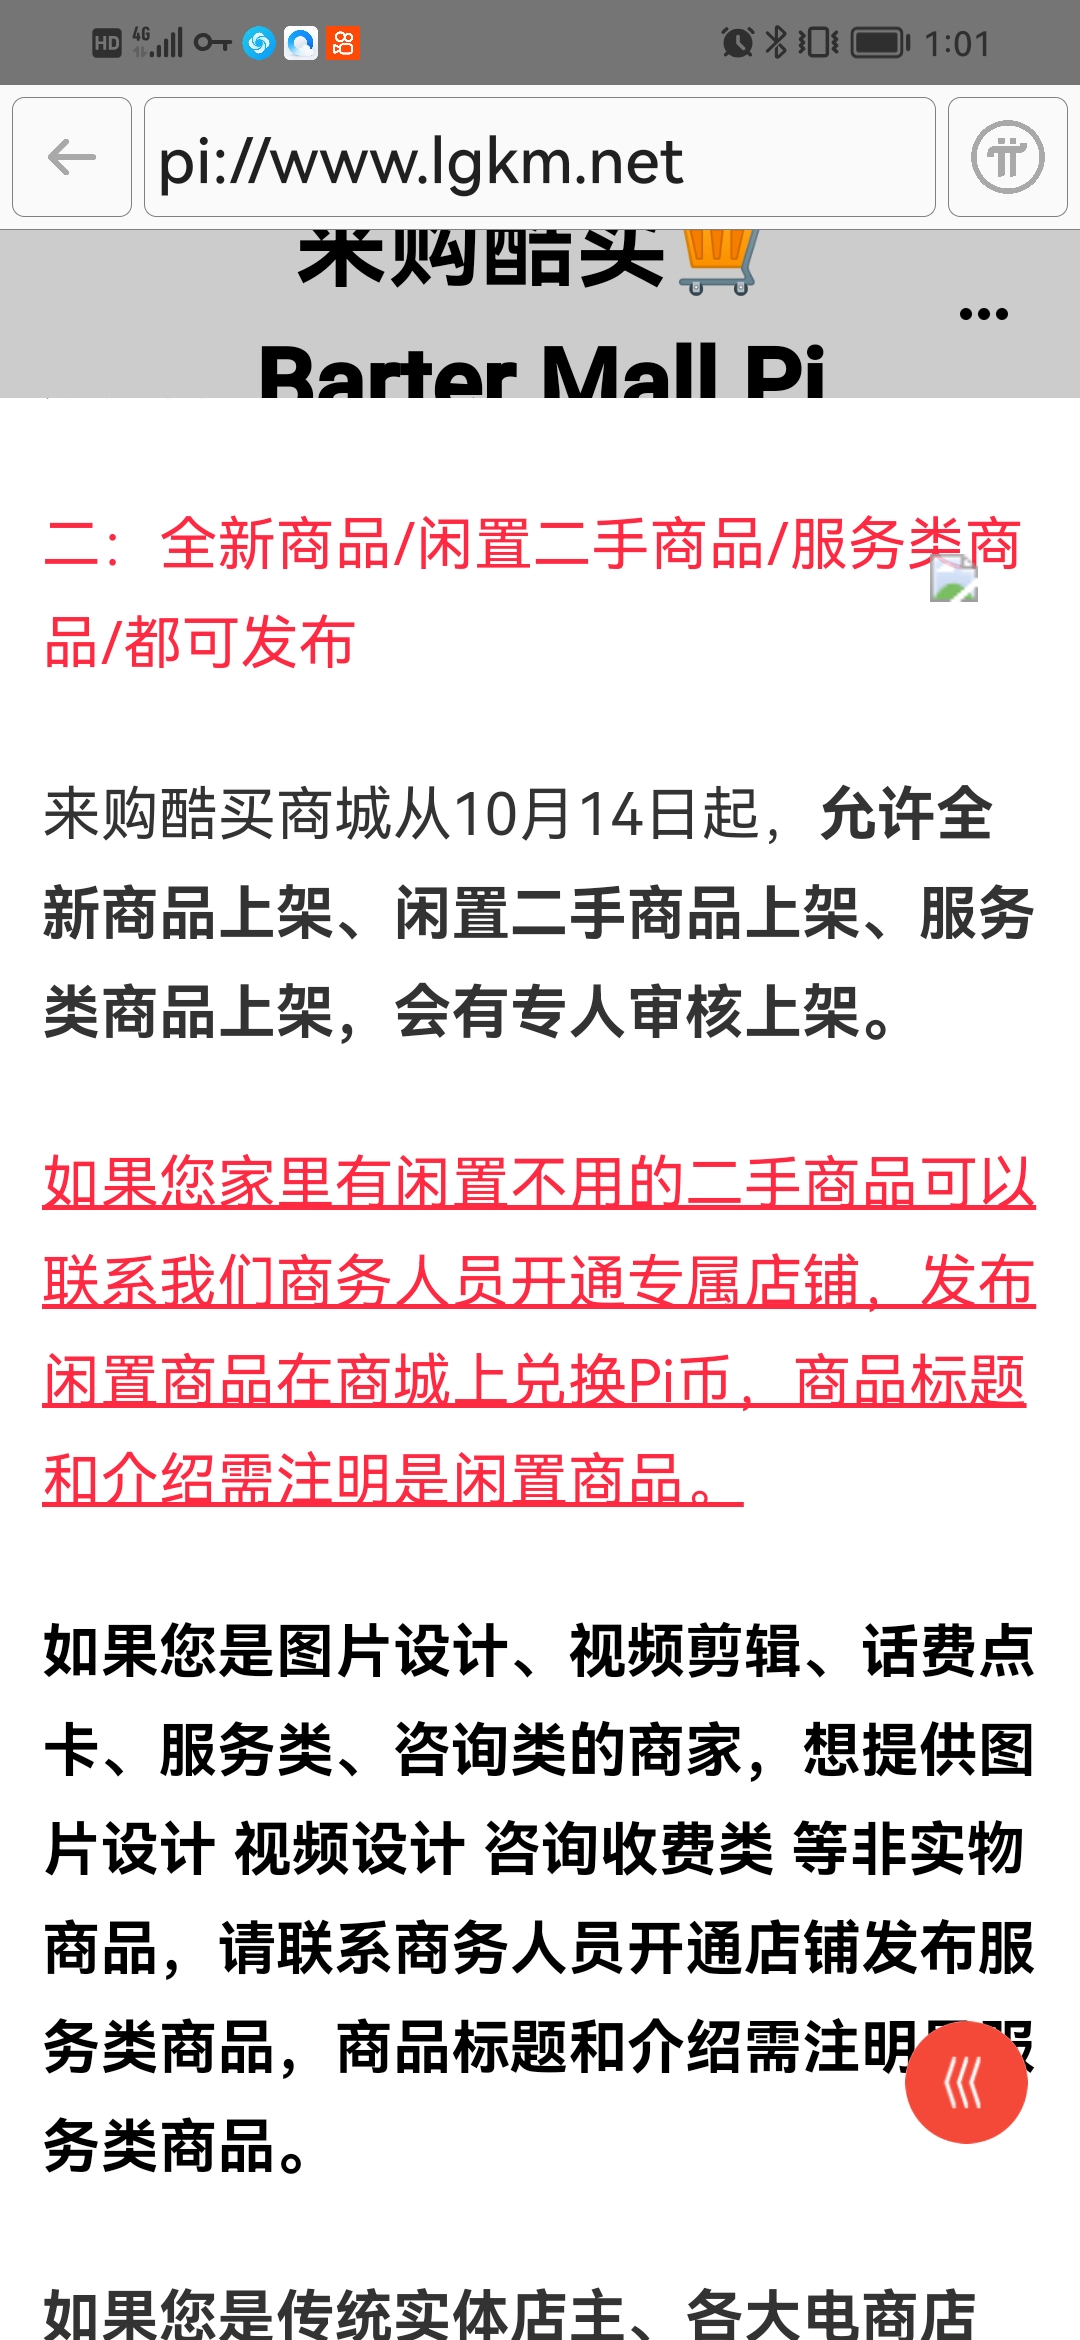 HD 4G 1:01
pi://www.lgkm.net
来购酷买
Barter Mall Pi
二：全新商品/闲置二手商品/服务类商
品/都可发布
来购酷买商城从10月14日起，允许全
新商品上架、闲置二手商品上架、服务
类商品上架，会有专人审核上架。
如果您家里有闲置不用的二手商品可以
联系我们商务人员开通专属店铺，发布
闲置商品在商城上兑换Pi币，商品标题
和介绍需注明是闲置商品。
如果您是图片设计、视频剪辑、话费点
卡、服务类、咨询类的商家，想提供图
片设计 视频设计 咨询收费类 等非实物
商品，请联系商务人员开通店铺发布服
务类商品，商品标题和介绍需注明是服
务类商品。
如果您是传统实体店主、各大电商店